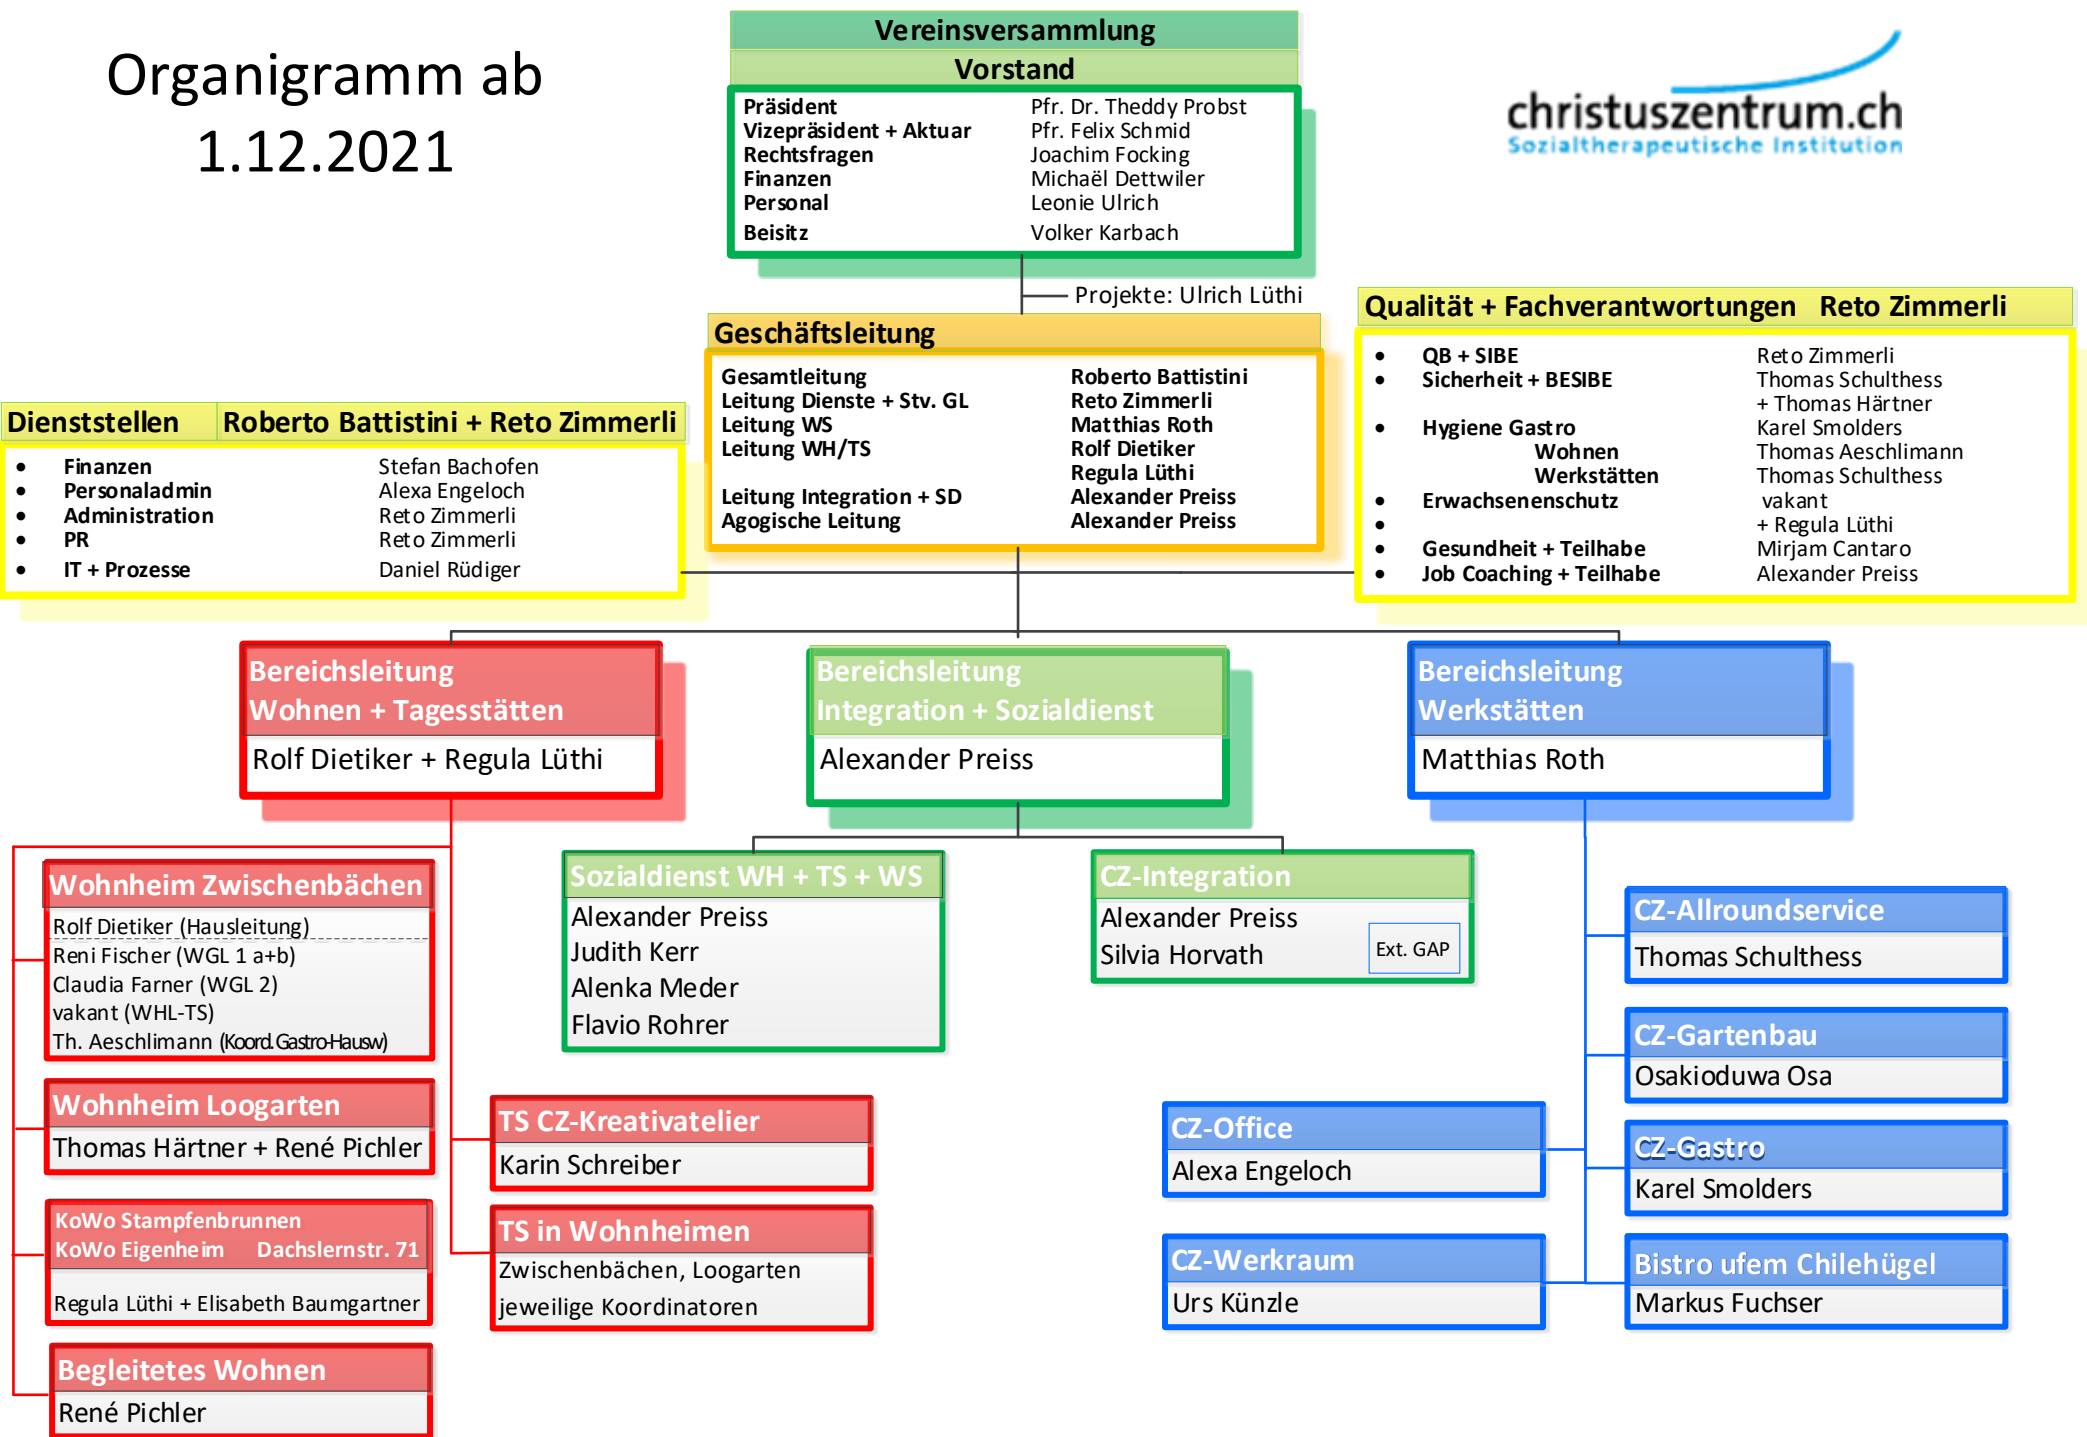 Organigramm ab
1.12.2021
Vereinsversammlung
Vorstand
Präsident Pfr. Dr. Theddy Probst
Vizepräsident + Aktuar Pfr. Felix Schmid
Rechtsfragen Joachim Focking
Finanzen Michaël Dettwiler
Personal Leonie Ulrich
Beisitz Volker Karbach
christuszentrum.ch
Sozialtherapeutische Institution
Projekte: Ulrich Lüthi
Geschäftsleitung
Gesamtleitung Roberto Battistini
Leitung Dienste + Stv. GL Reto Zimmerli
Leitung WS Matthias Roth
Leitung WH/TS Rolf Dietiker
Regula Lüthi
Leitung Integration + SD Alexander Preiss
Agogische Leitung Alexander Preiss
Dienststellen Roberto Battistini + Reto Zimmerli
• Finanzen Stefan Bachofen
• Personaladmin Alexa Engeloch
• Administration Reto Zimmerli
• PR Reto Zimmerli
• IT + Prozesse Daniel Rüdiger
Qualität + Fachverantwortungen Reto Zimmerli
• QB + SIBE Reto Zimmerli
• Sicherheit + BESIBE Thomas Schulthess
+ Thomas Härtner
• Hygiene Gastro Karel Smolders
Wohnen Thomas Aeschlimann
Werkstätten Thomas Schulthess
• Erwachsenenschutz vakant
• + Regula Lüthi
• Gesundheit + Teilhabe Mirjam Cantaro
• Job Coaching + Teilhabe Alexander Preiss
Bereichsleitung
Wohnen + Tagesstätten
Rolf Dietiker + Regula Lüthi
Bereichsleitung
Integration + Sozialdienst
Alexander Preiss
Bereichsleitung
Werkstätten
Matthias Roth
Wohnheim Zwischenbächen
Rolf Dietiker (Hausleitung)
Reni Fischer (WGL 1 a+b)
Claudia Farner (WGL 2)
vakant (WHL-TS)
Th. Aeschlimann (Koord. Gastro-Hausw)
Wohnheim Loogarten
Thomas Härtner + René Pichler
KoWo Stampfenbrunnen
KoWo Eigenheim Dachslernstr. 71
Regula Lüthi + Elisabeth Baumgartner
Begleitetes Wohnen
René Pichler
TS CZ-Kreativatelier
Karin Schreiber
TS in Wohnheimen
Zwischenbächen, Loogarten
jeweilige Koordinatoren
Sozialdienst WH + TS + WS
Alexander Preiss
Judith Kerr
Alenka Meder
Flavio Rohrer
CZ-Integration
Alexander Preiss
Silvia Horvath
Ext. GAP
CZ-Office
Alexa Engeloch
CZ-Werkraum
Urs Künzle
CZ-Allroundservice
Thomas Schulthess
CZ-Gartenbau
Osakioduwa Osa
CZ-Gastro
Karel Smolders
Bistro ufem Chilehügel
Markus Fuchser